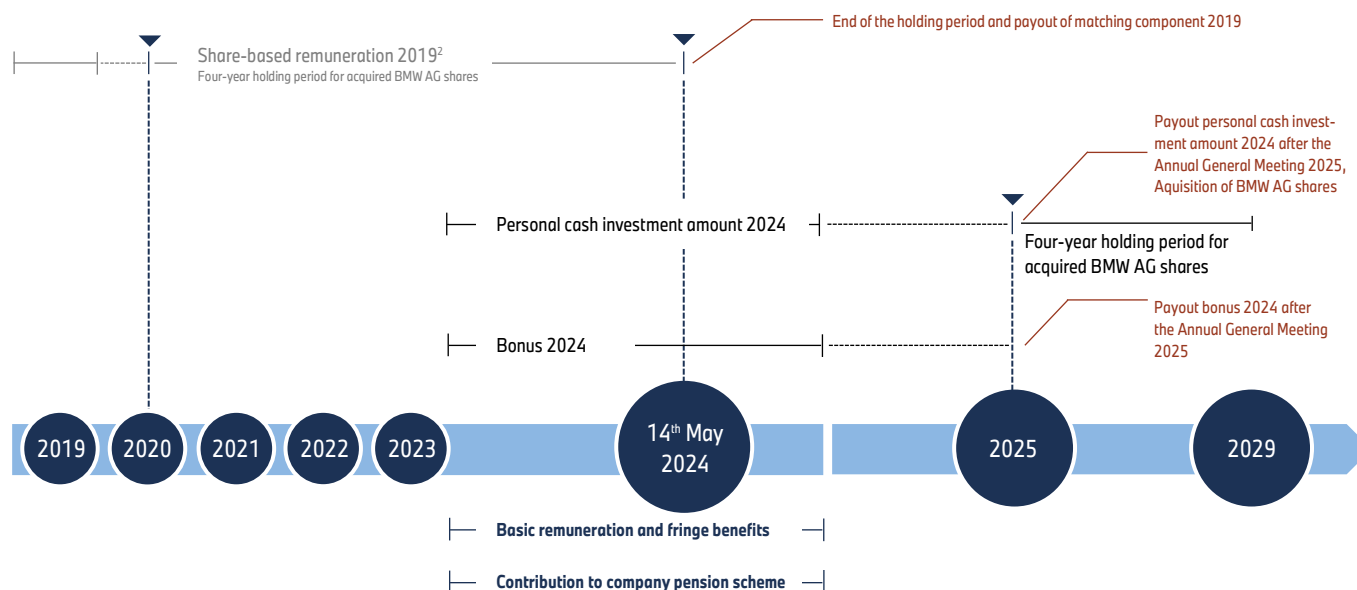 End of the holding period and payout of matching component 2019
Share-based remuneration 2019²
Four-year holding period for acquired BMW AG shares
Payout personal cash invest-
ment amount 2024 after the
Annual General Meeting 2025,
Aquisition of BMW AG shares
Personal cash investment amount 2024
Four-year holding period for
acquired BMW AG shares
Payout bonus 2024 after
the Annual General Meeting
2025
Bonus 2024
2019
2020
2021
2022
2023
14th May
2024
2025
2029
Basic remuneration and fringe benefits
Contribution to company pension scheme